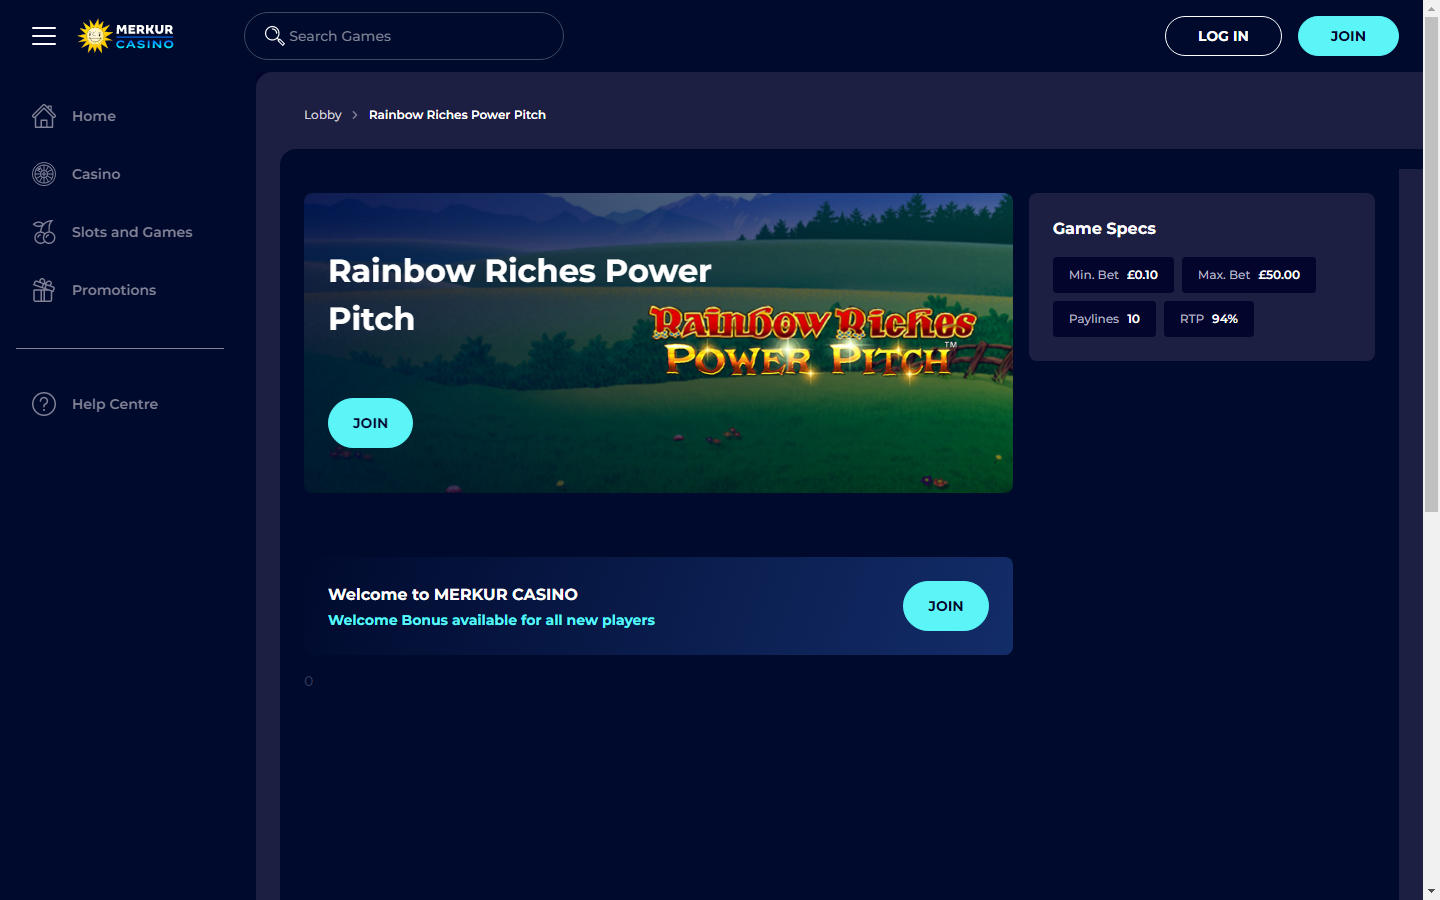 MERKUR
CASINO
Search Games
LOG IN
JOIN
Home
Casino
Slots and Games
Promotions
Help Centre
Lobby
Rainbow Riches Power Pitch
Rainbow Riches Power
Pitch
Rainbow Riches
POWER PITCH™
JOIN
Game Specs
Min. Bet £0.10
Max. Bet £50.00
Paylines 10
RTP 94%
Welcome to MERKUR CASINO
Welcome Bonus available for all new players
JOIN
0